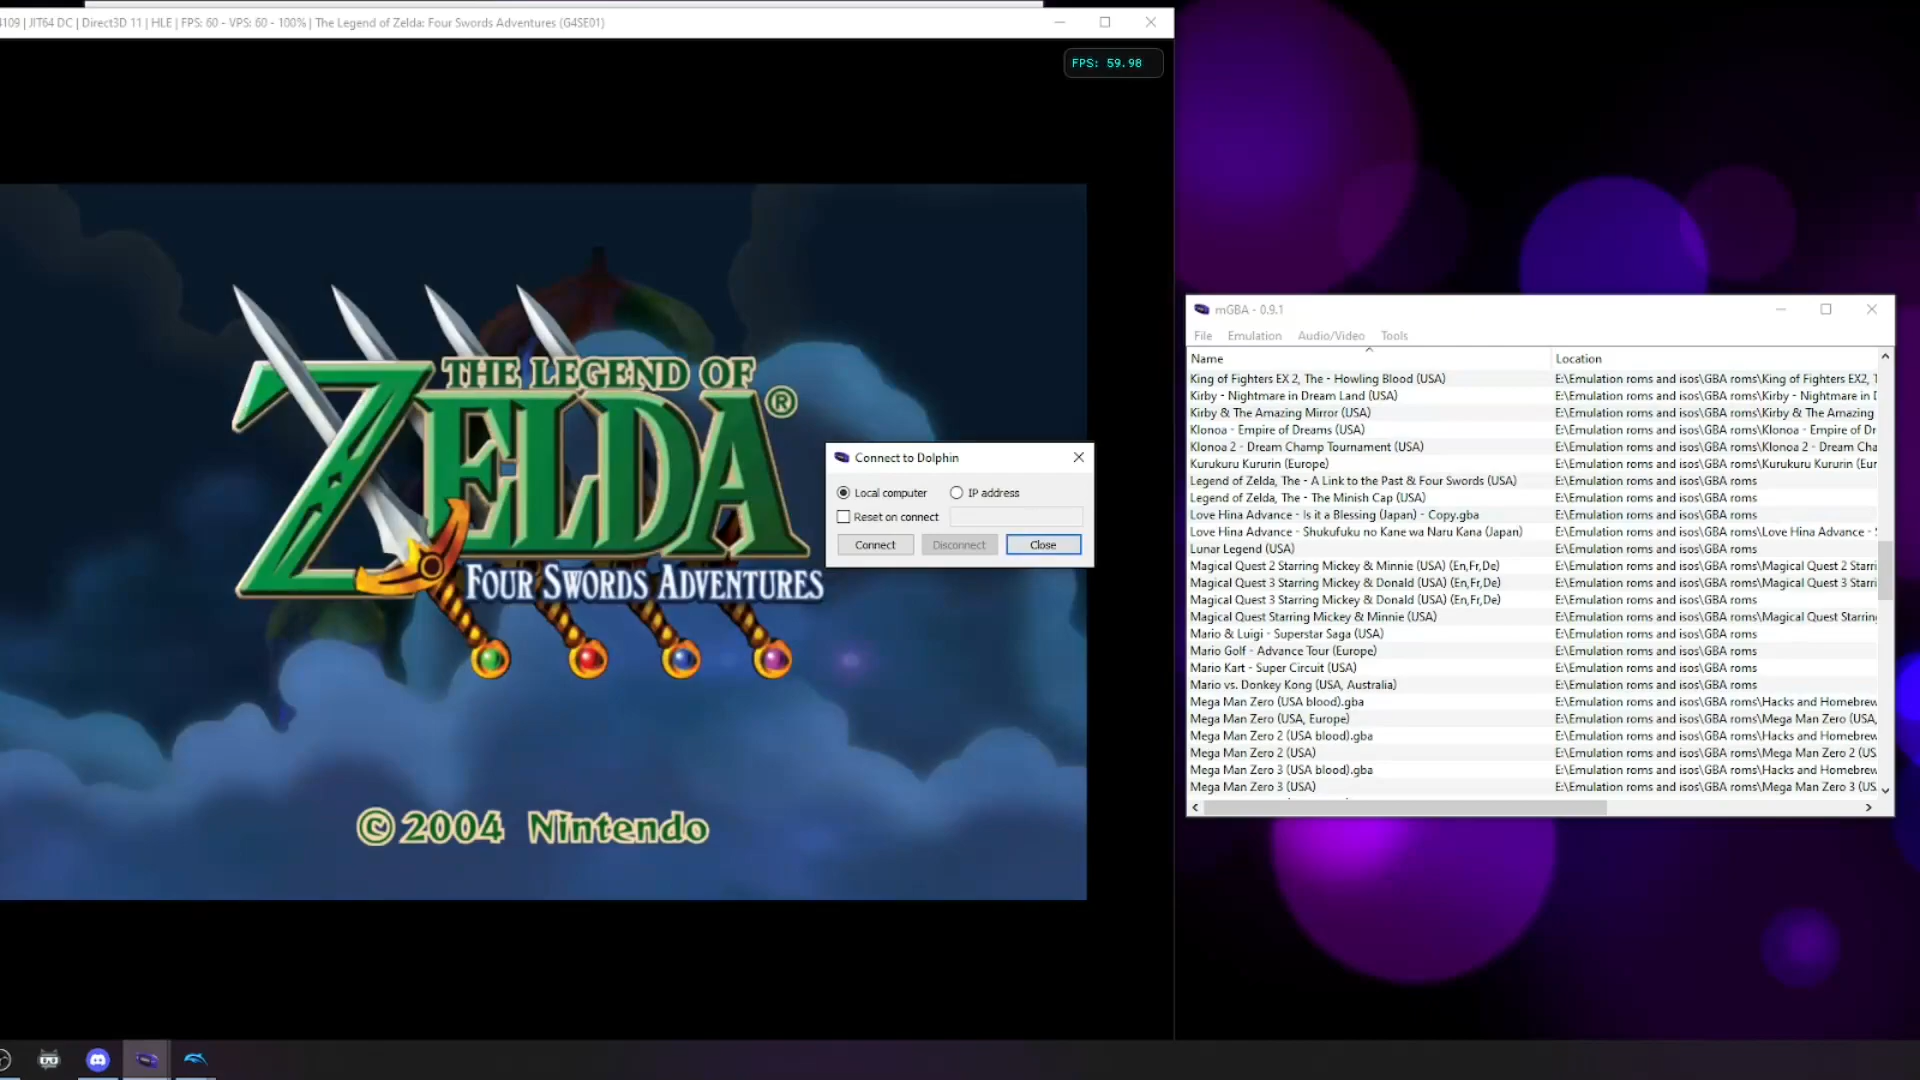 4109 | JIT64 DC | Direct3D 11 | HLE | FPS: 60 - VPS: 60 - 100% | The Legend of Zelda: Four Swords Adventures (G4SE01)
FPS: 59.98
THE LEGEND OF
ZELDA®
FOUR SWORDS ADVENTURES
© 2004 Nintendo
Connect to Dolphin
Local computer IP address
Reset on connect
Connect Disconnect Close
mGBA - 0.9.1
File Emulation Audio/Video Tools
Name Location
King of Fighters EX 2, The - Howling Blood (USA) E:\Emulation roms and isos\GBA roms\King of Fighters EX2, T
Kirby - Nightmare in Dream Land (USA) E:\Emulation roms and isos\GBA roms\Kirby - Nightmare in D
Kirby & The Amazing Mirror (USA) E:\Emulation roms and isos\GBA roms\Kirby & The Amazing
Klonoa - Empire of Dreams (USA) E:\Emulation roms and isos\GBA roms\Klonoa - Empire of Dr
Klonoa 2 - Dream Champ Tournament (USA) E:\Emulation roms and isos\GBA roms\Klonoa 2 - Dream Cha
Kurukuru Kururin (Europe) E:\Emulation roms and isos\GBA roms\Kurukuru Kururin (Eur
Legend of Zelda, The - A Link to the Past & Four Swords (USA) E:\Emulation roms and isos\GBA roms
Legend of Zelda, The - The Minish Cap (USA) E:\Emulation roms and isos\GBA roms
Love Hina Advance - Is it a Blessing (Japan) - Copy.gba E:\Emulation roms and isos\GBA roms
Love Hina Advance - Shukufuku no Kane wa Naru Kana (Japan) E:\Emulation roms and isos\GBA roms\Love Hina Advance - S
Lunar Legend (USA) E:\Emulation roms and isos\GBA roms
Magical Quest 2 Starring Mickey & Minnie (USA) (En,Fr,De) E:\Emulation roms and isos\GBA roms\Magical Quest 2 Starri
Magical Quest 3 Starring Mickey & Donald (USA) (En,Fr,De) E:\Emulation roms and isos\GBA roms\Magical Quest 3 Starri
Magical Quest 3 Starring Mickey & Donald (USA) (En,Fr,De) E:\Emulation roms and isos\GBA roms
Magical Quest Starring Mickey & Minnie (USA) E:\Emulation roms and isos\GBA roms\Magical Quest Starring
Mario & Luigi - Superstar Saga (USA) E:\Emulation roms and isos\GBA roms
Mario Golf - Advance Tour (Europe) E:\Emulation roms and isos\GBA roms
Mario Kart - Super Circuit (USA) E:\Emulation roms and isos\GBA roms
Mario vs. Donkey Kong (USA, Australia) E:\Emulation roms and isos\GBA roms
Mega Man Zero (USA blood).gba E:\Emulation roms and isos\GBA roms\Hacks and Homebrew
Mega Man Zero (USA, Europe) E:\Emulation roms and isos\GBA roms\Mega Man Zero (USA,
Mega Man Zero 2 (USA blood).gba E:\Emulation roms and isos\GBA roms\Hacks and Homebrew
Mega Man Zero 2 (USA) E:\Emulation roms and isos\GBA roms\Mega Man Zero 2 (US
Mega Man Zero 3 (USA blood).gba E:\Emulation roms and isos\GBA roms\Hacks and Homebrew
Mega Man Zero 3 (USA) E:\Emulation roms and isos\GBA roms\Mega Man Zero 3 (US